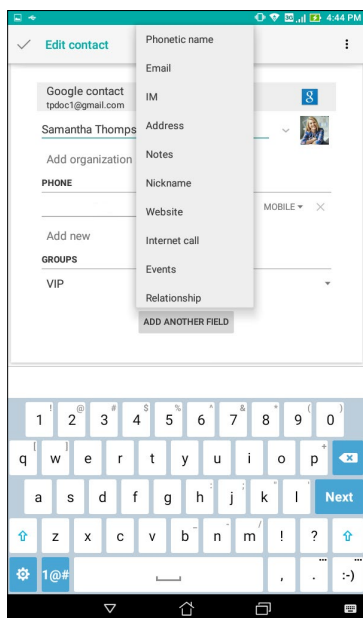 3G 4:44 PM
Edit contact
Phonetic name
Email
IM
Address
Notes
Nickname
Website
Internet call
Events
Relationship
Google contact
tpdoc1@gmail.com
8
Samantha Thomps
Add organization
PHONE
MOBILE
Add new
GROUPS
VIP
ADD ANOTHER FIELD
! @ # $ % ^ & * ( )
1 2 3 4 5 6 7 8 9 0
[ ] +
q w e r t y u i o p
: ; '
a s d f g h j k l Next
_ - /
z x c v b n m ! ?
1@# , . :-)